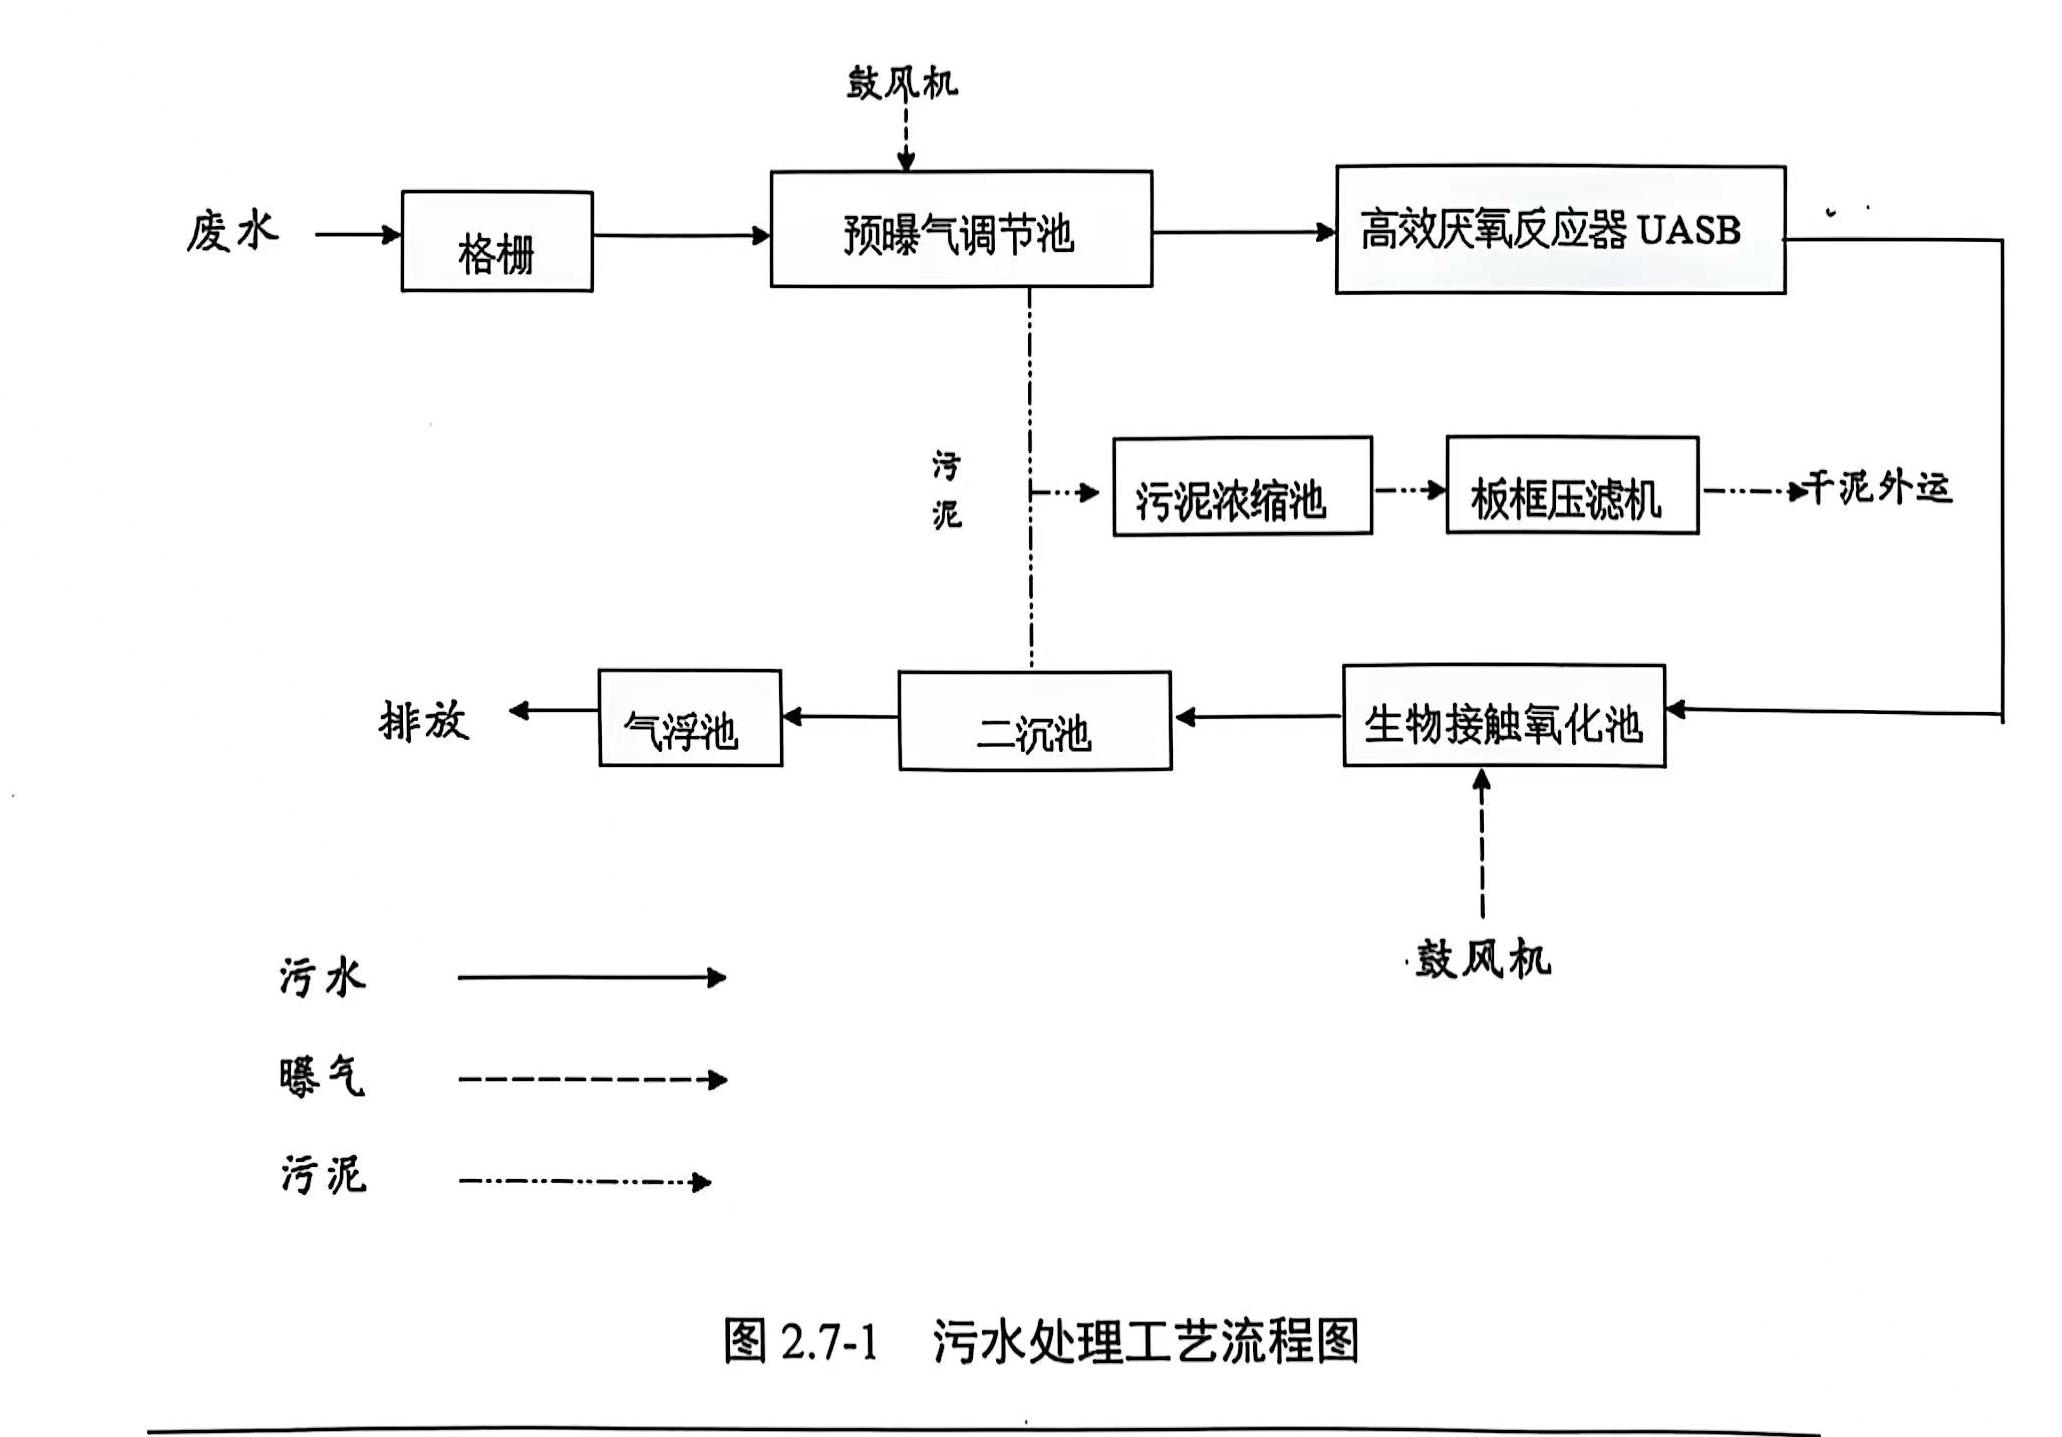 鼓风机
废水
格栅
预曝气调节池
高效厌氧反应器 UASB
污
泥
污泥浓缩池
板框压滤机
干泥外运
排放
气浮池
二沉池
生物接触氧化池
鼓风机
污水
曝气
污泥
图 2.7-1 污水处理工艺流程图